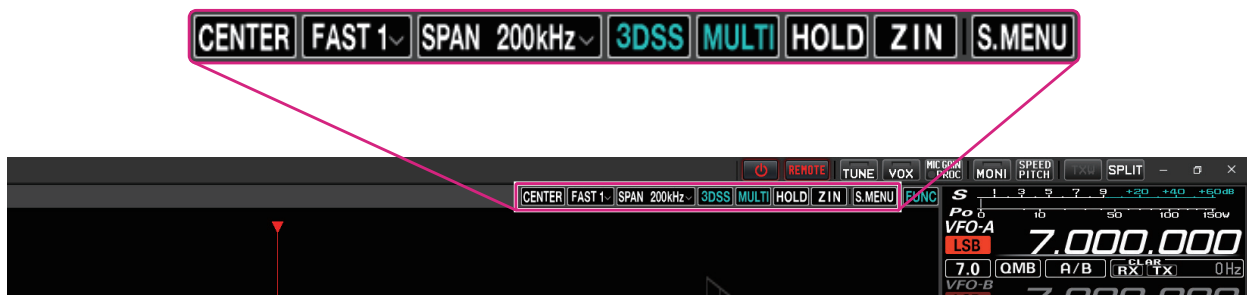 CENTER FAST 1 SPAN 200kHz 3DSS MULTI HOLD ZIN S.MENU
REMOTE TUNE VOX MIC GAIN PROC MONI SPEED PITCH TXW SPLIT
CENTER FAST 1 SPAN 200kHz 3DSS MULTI HOLD ZIN S.MENU FUNC
S 1 3 5 7 9 +20 +40 +60dB
Po 0 10 50 100 150W
VFO-A
LSB 7.000.000
7.0 QMB A/B CLAR RX TX 0Hz
VFO-B